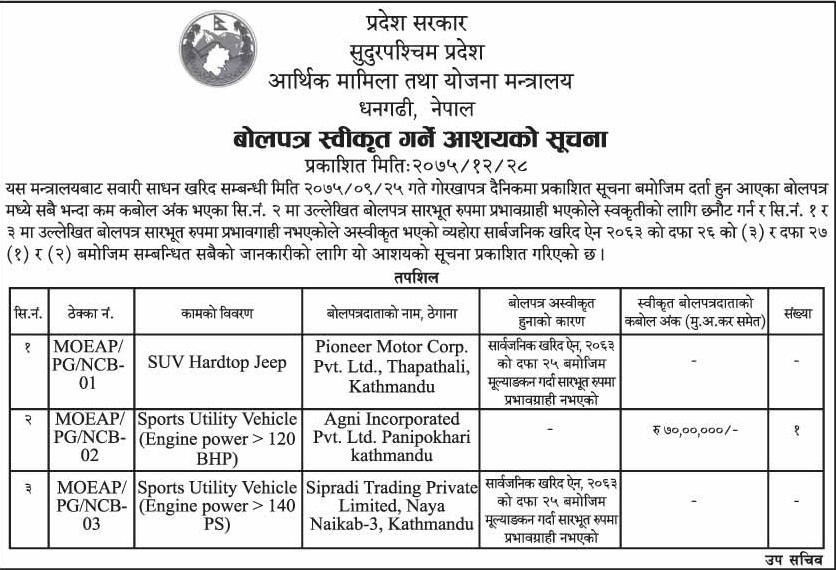 प्रदेश सरकार
सुदुरपश्चिम प्रदेश
आर्थिक मामिला तथा योजना मन्त्रालय
धनगढी, नेपाल
बोलपत्र स्वीकृत गर्ने आशयको सूचना
प्रकाशित मितिः२०७५/१२/२८
यस मन्त्रालयबाट सवारी साधन खरिद सम्बन्धी मिति २०७५/०९/२५ गते गोरखापत्र दैनिकमा प्रकाशित सूचना बमोजिम दर्ता हुन आएका बोलपत्र
मध्ये सबै भन्दा कम कबोल अंक भएका सि.नं. २ मा उल्लेखित बोलपत्र सारभूत रुपमा प्रभावग्राही भएकोले स्वकृतीको लागि छनौट गर्न र सि.नं. १ र
३ मा उल्लेखित बोलपत्र सारभूत रुपमा प्रभवगाही नभएकोले अस्वीकृत भएको व्यहोरा सार्बजनिक खरिद ऐन २०६३ को दफा २६ को (३) र दफा २७
(१) र (२) बमोजिम सम्बन्धित सबैको जानकारीको लागि यो आशयको सूचना प्रकाशित गरिएको छ ।
तपशिल
सि.नं. ठेक्का नं. कामको विवरण बोलपत्रदाताको नाम, ठेगाना बोलपत्र अस्वीकृत स्वीकृत बोलपत्रदाताको संख्या
हुनाको कारण कबोल अंक (मु.अ.कर समेत)
१ MOEAP/ SUV Hardtop Jeep Pioneer Motor Corp. सार्वजनिक खरिद ऐन, २०६३ - -
PG/NCB- Pvt. Ltd., Thapathali, को दफा २५ बमोजिम
01 Kathmandu मूल्याङकन गर्दा सारभूत रुपमा
प्रभावग्राही नभएको
२ MOEAP/ Sports Utility Vehicle Agni Incorporated - रु ७०,००,०००/- १
PG/NCB- (Engine power > 120 Pvt. Ltd. Panipokhari
02 BHP) kathmandu
३ MOEAP/ Sports Utility Vehicle Sipradi Trading Private सार्वजनिक खरिद ऐन, २०६३ - -
PG/NCB- (Engine power > 140 Limited, Naya को दफा २५ बमोजिम
03 PS) Naikab-3, Kathmandu मूल्याङकन गर्दा सारभूत रुपमा
प्रभावग्राही नभएको
उप सचिव